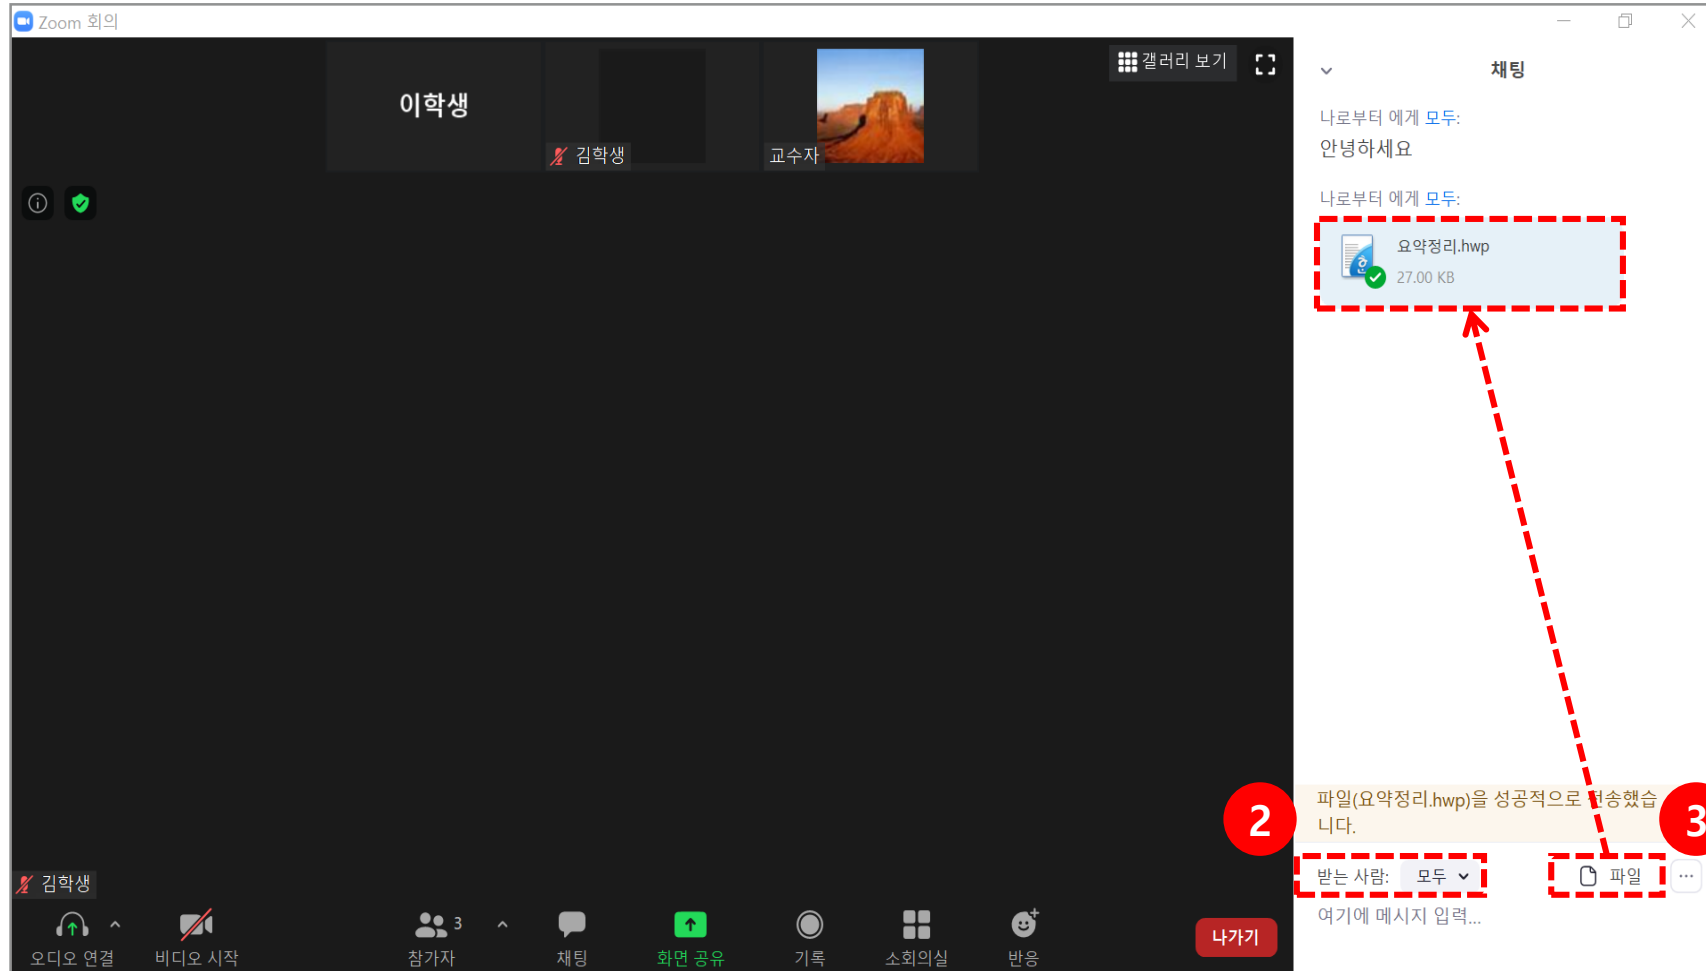 Zoom 회의
이학생
김학생
교수자
갤러리 보기
채팅
나로부터 에게 모두:
안녕하세요
나로부터 에게 모두:
요약정리.hwp
27.00 KB
파일(요약정리.hwp)을 성공적으로 전송했습
니다.
2
3
받는 사람: 모두
파일
여기에 메시지 입력...
김학생
오디오 연결
비디오 시작
3
참가자
채팅
화면 공유
기록
소회의실
반응
나가기